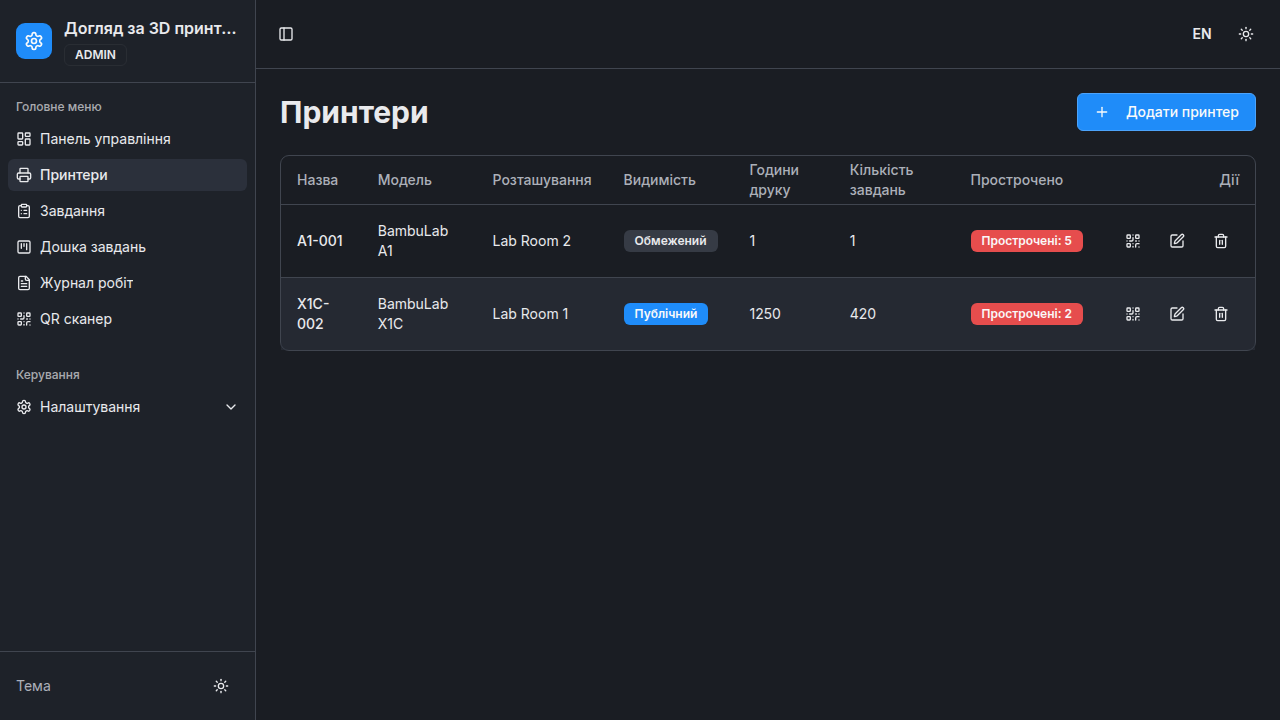 Догляд за 3D принт...
ADMIN
Головне меню
Панель управління
Принтери
Завдання
Дошка завдань
Журнал робіт
QR сканер
Керування
Налаштування
Тема
EN
Принтери
Додати принтер
Назва Модель Розташування Видимість Години друку Кількість завдань Прострочено Дії
A1-001 BambuLab A1 Lab Room 2 Обмежений 1 1 Прострочені: 5
X1C-002 BambuLab X1C Lab Room 1 Публічний 1250 420 Прострочені: 2